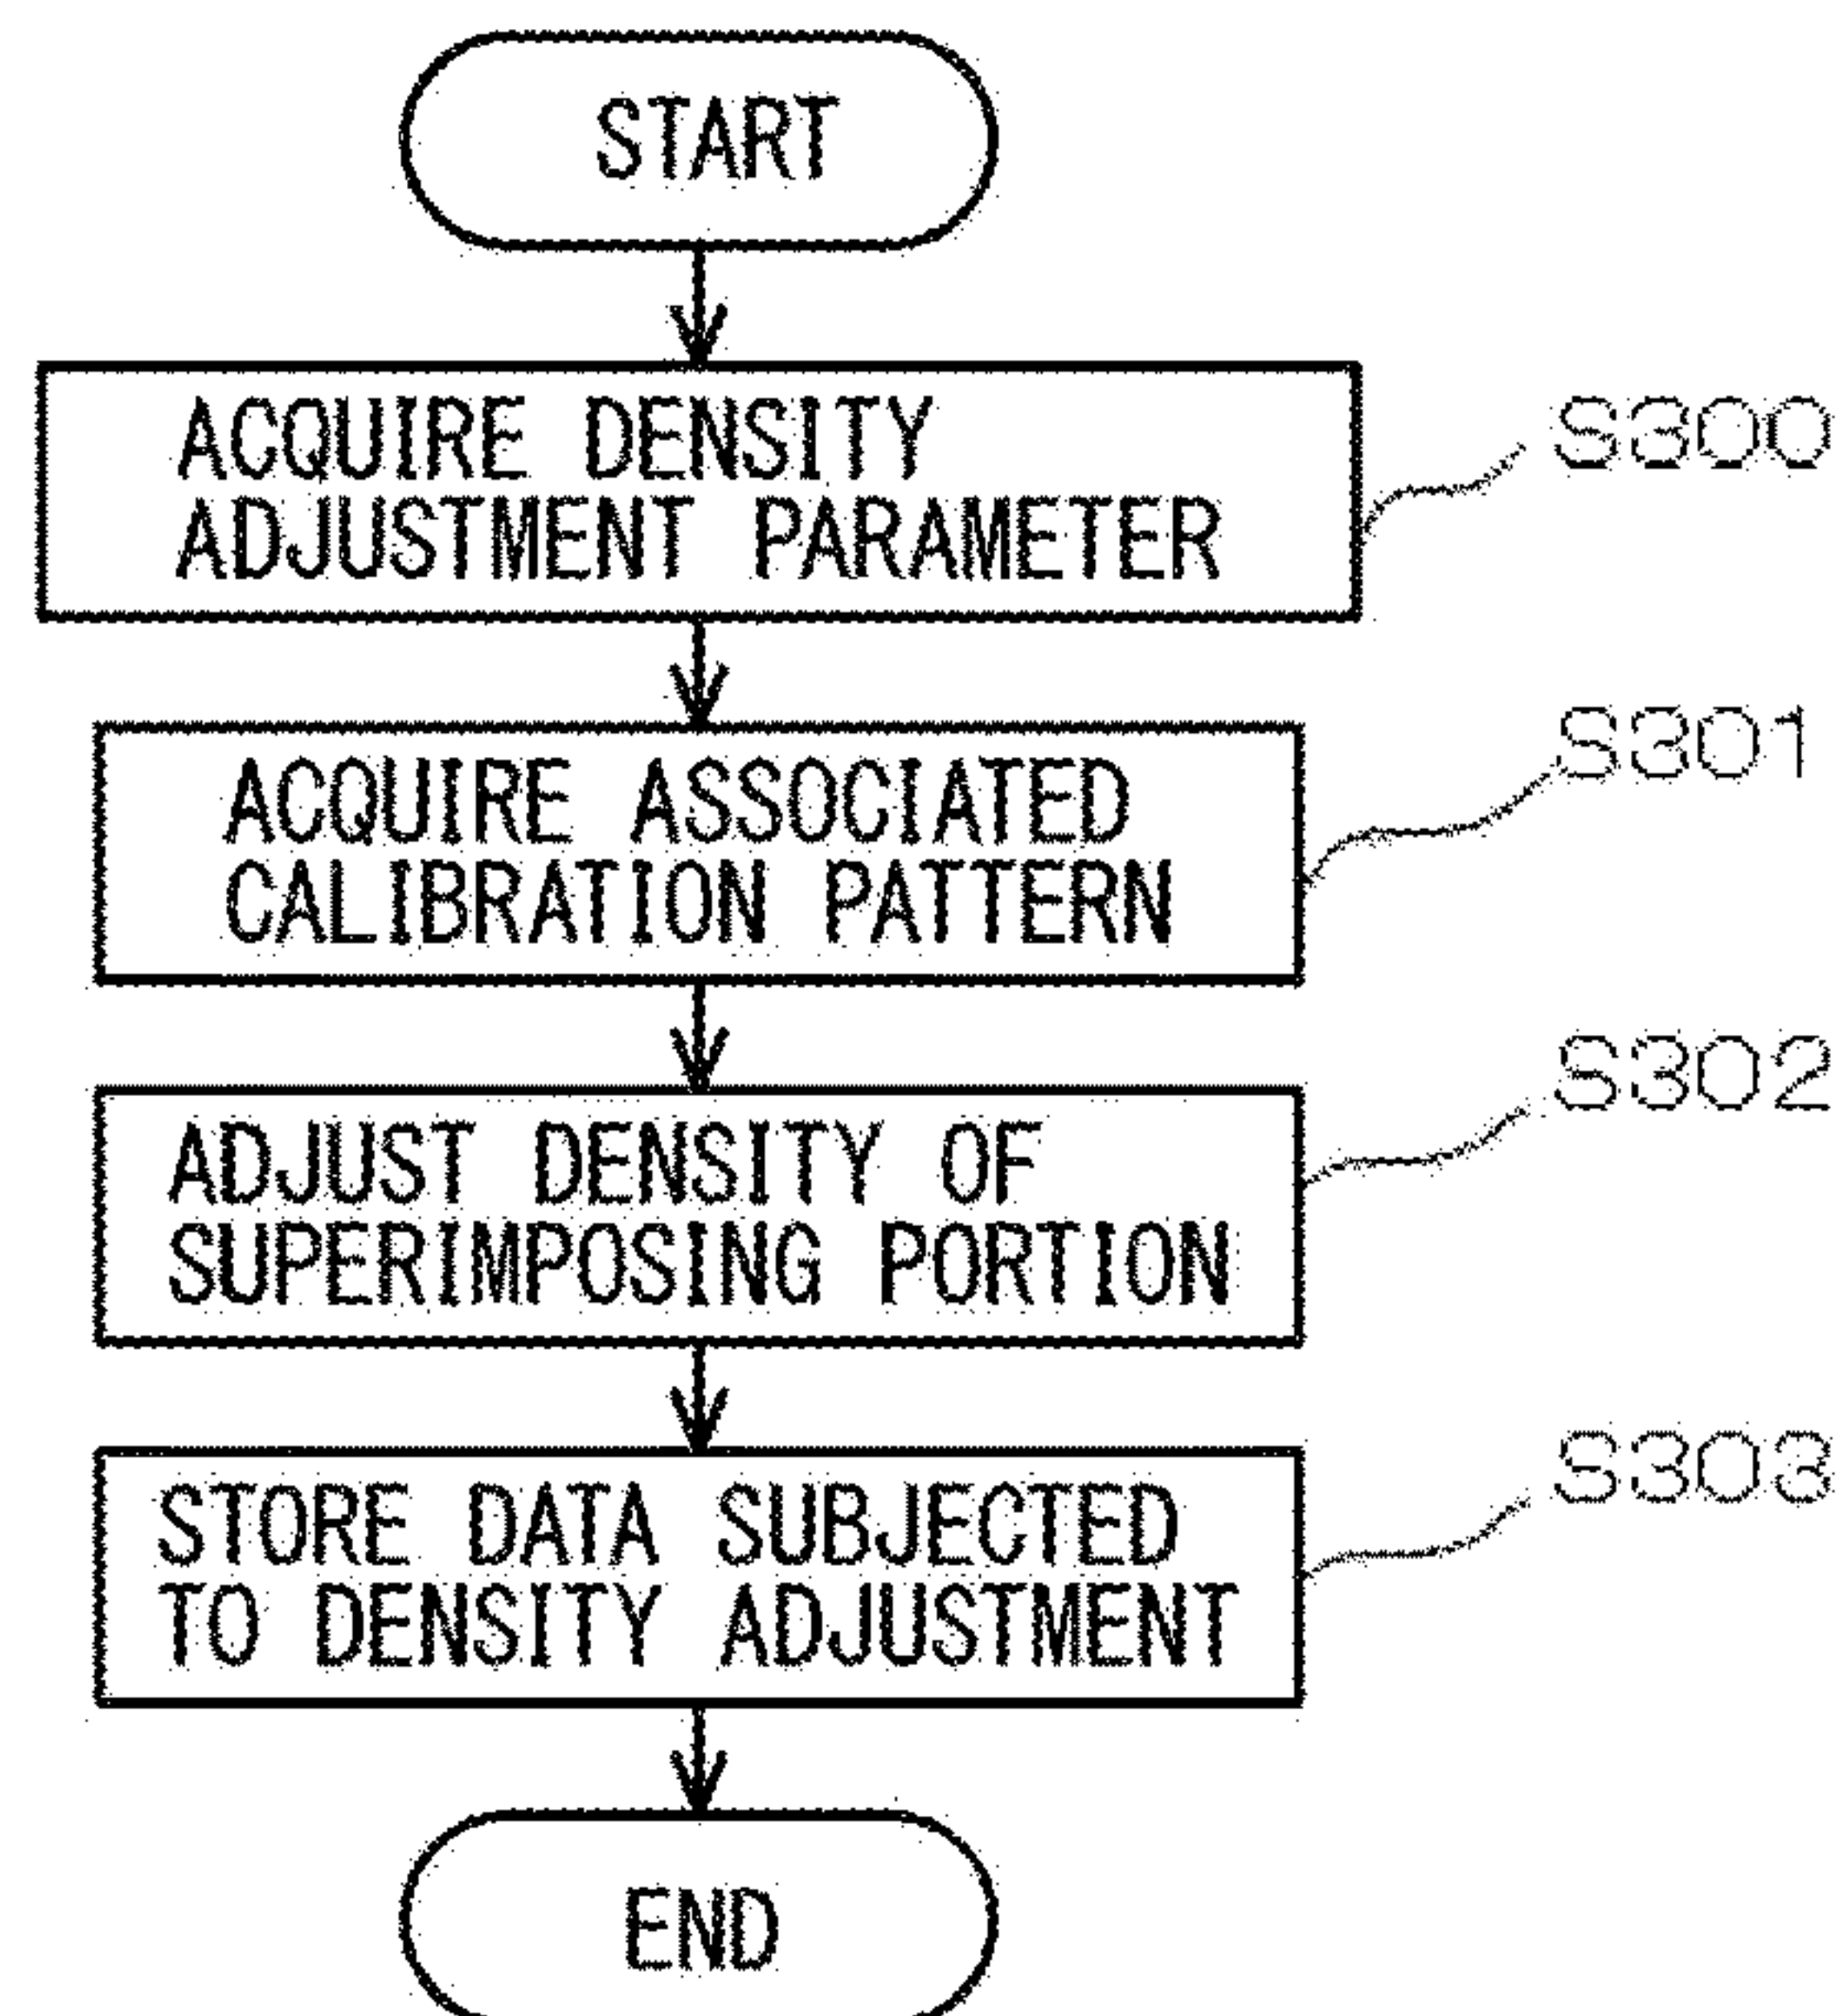 START
ACQUIRE DENSITY
ADJUSTMENT PARAMETER
S300
ACQUIRE ASSOCIATED
CALIBRATION PATTERN
S301
ADJUST DENSITY OF
SUPERIMPOSING PORTION
S302
STORE DATA SUBJECTED
TO DENSITY ADJUSTMENT
S303
END